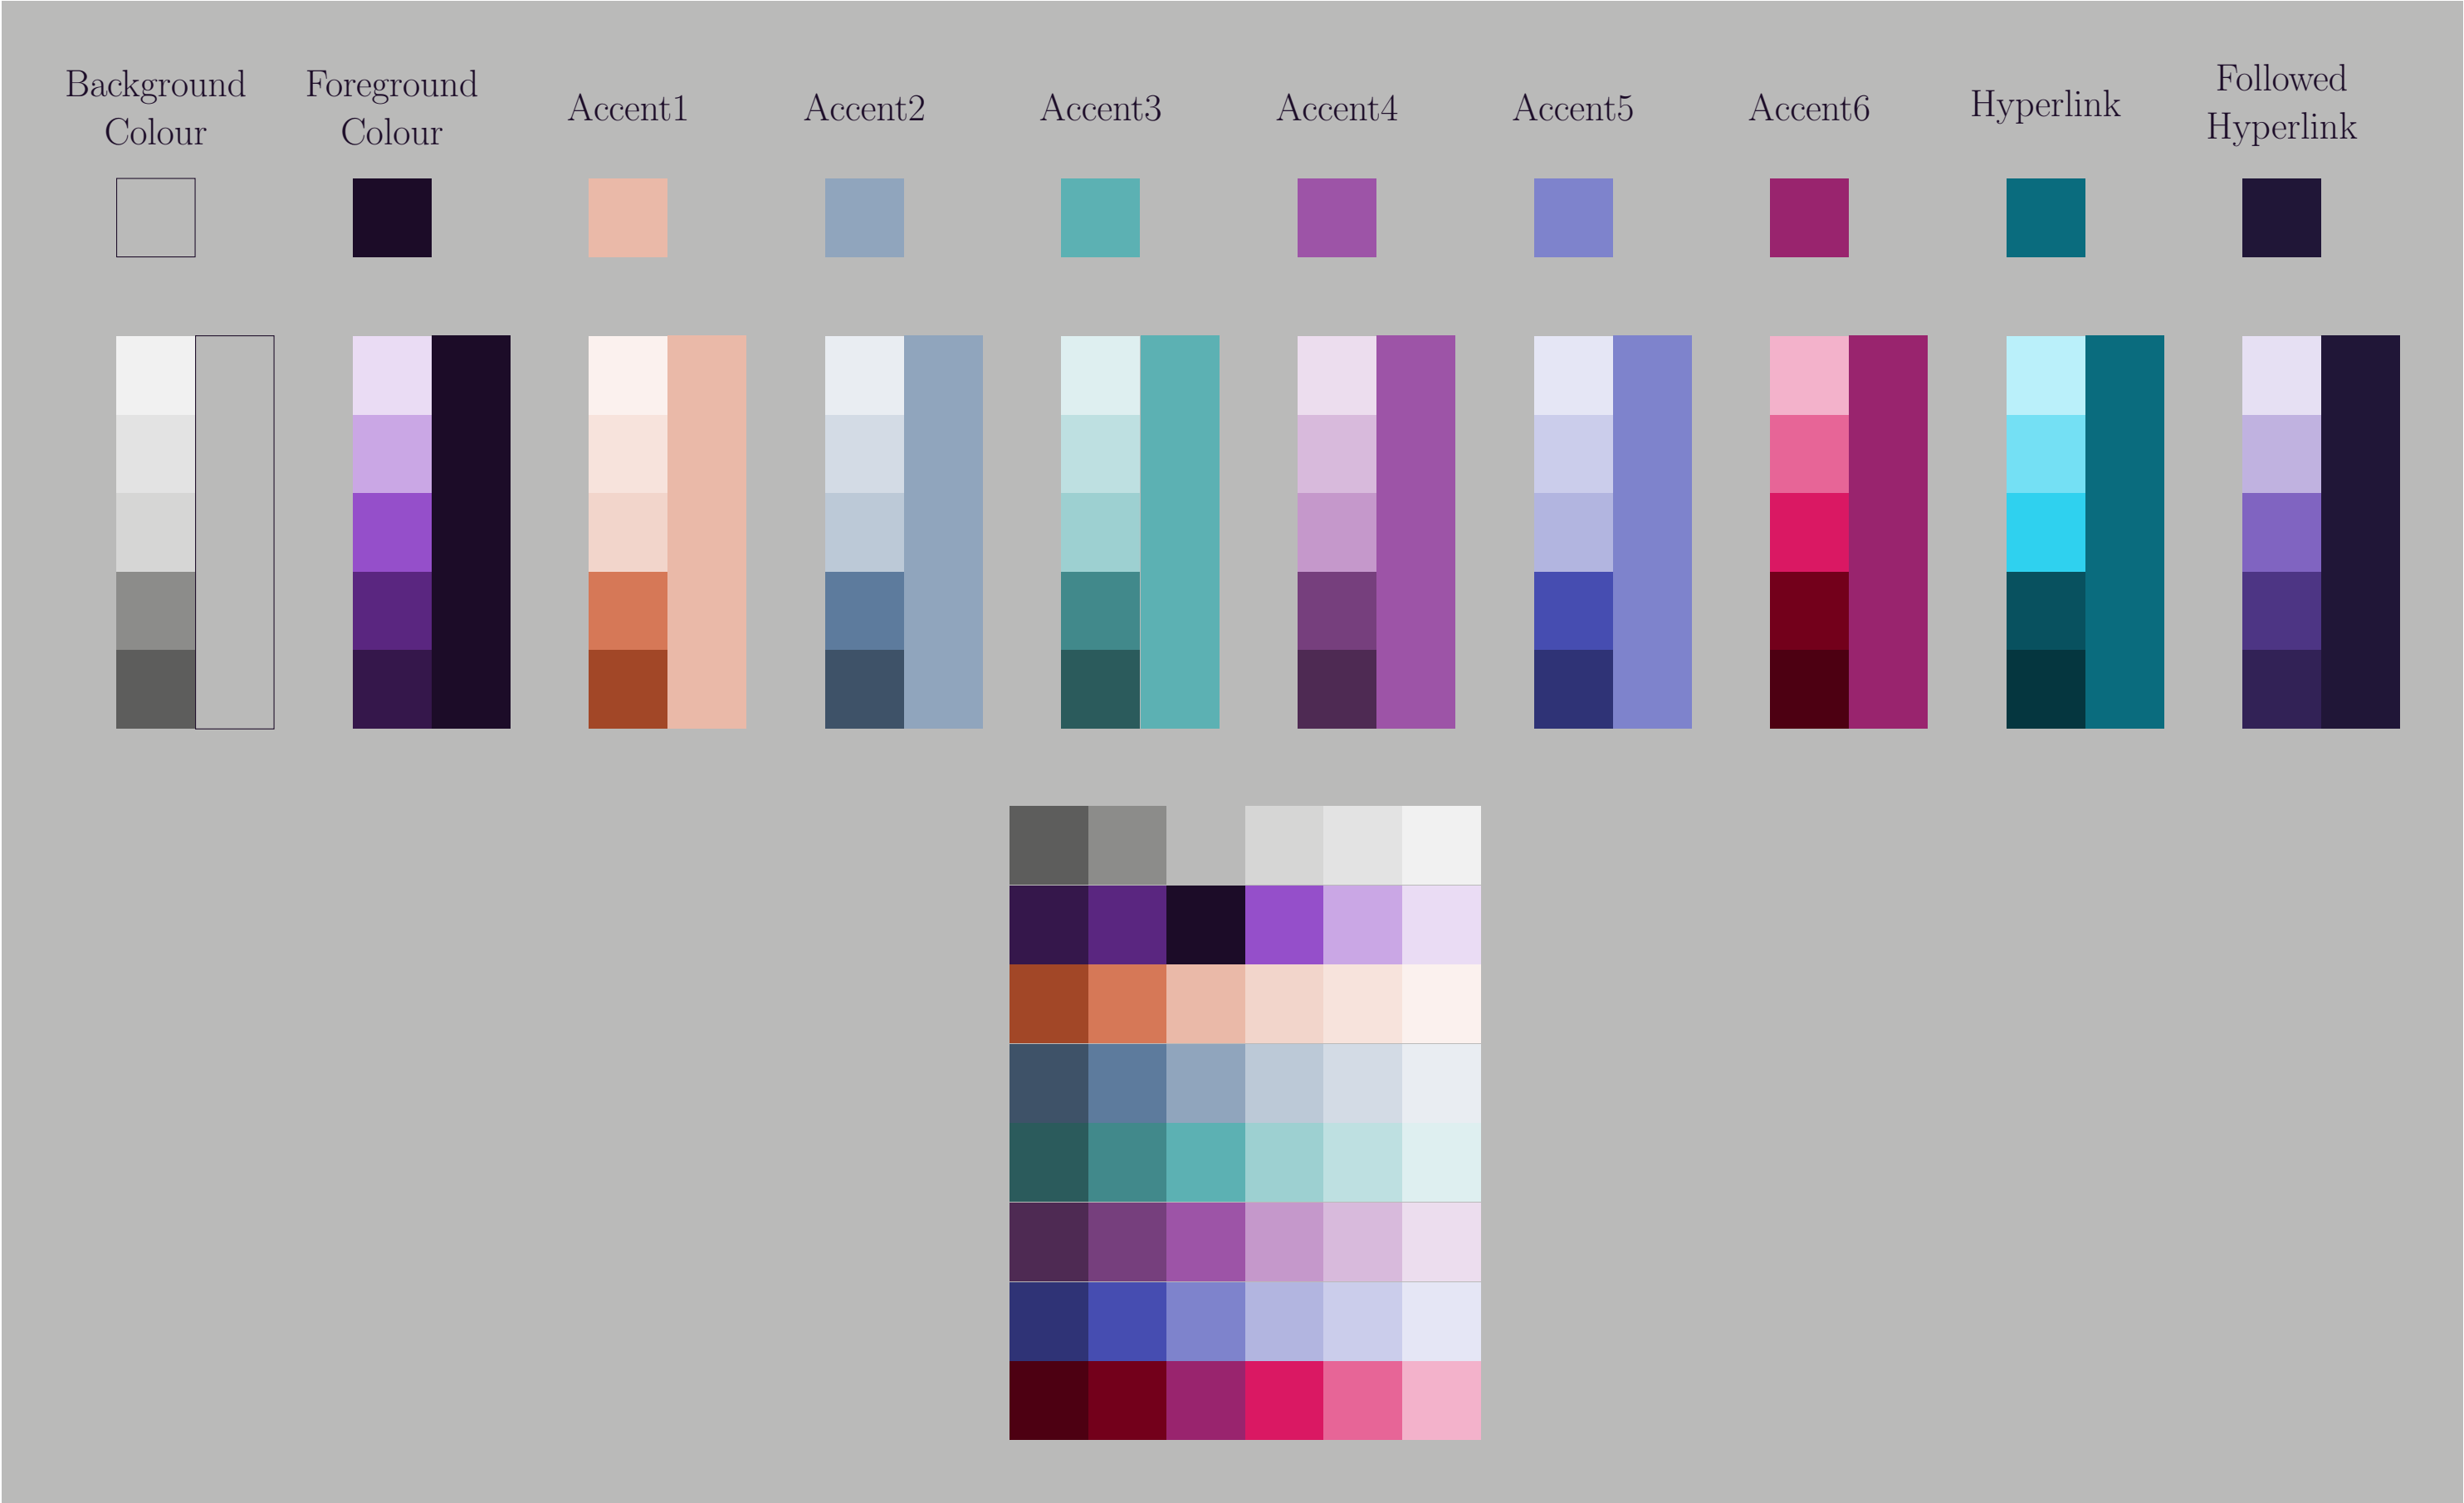 Background
Colour
Foreground
Colour
Accent1
Accent2
Accent3
Accent4
Accent5
Accent6
Hyperlink
Followed
Hyperlink